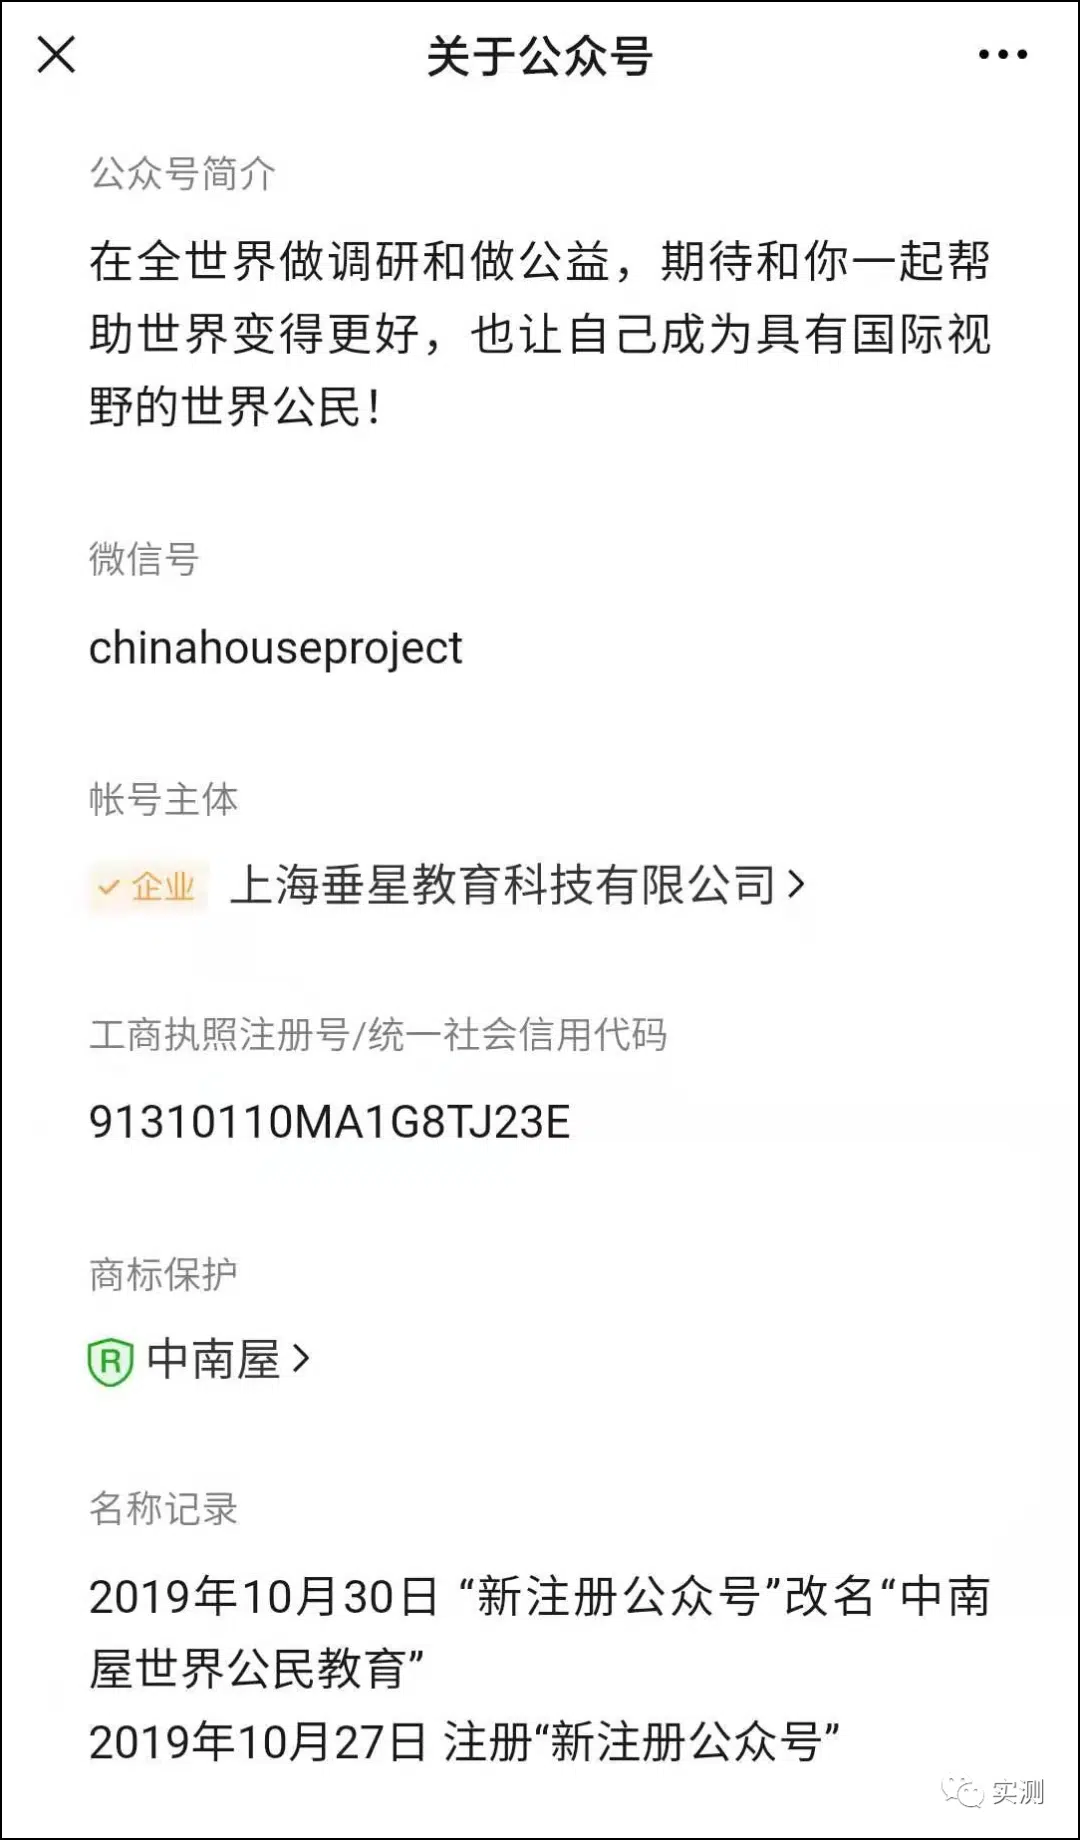 关于公众号
公众号简介
在全世界做调研和做公益，期待和你一起帮
助世界变得更好，也让自己成为具有国际视
野的世界公民！
微信号
chinahouseproject
帐号主体
企业 上海垂星教育科技有限公司
工商执照注册号/统一社会信用代码
91310110MA1G8TJ23E
商标保护
R 中南屋
名称记录
2019年10月30日 “新注册公众号”改名“中南
屋世界公民教育”
2019年10月27日 注册“新注册公众号”
实测